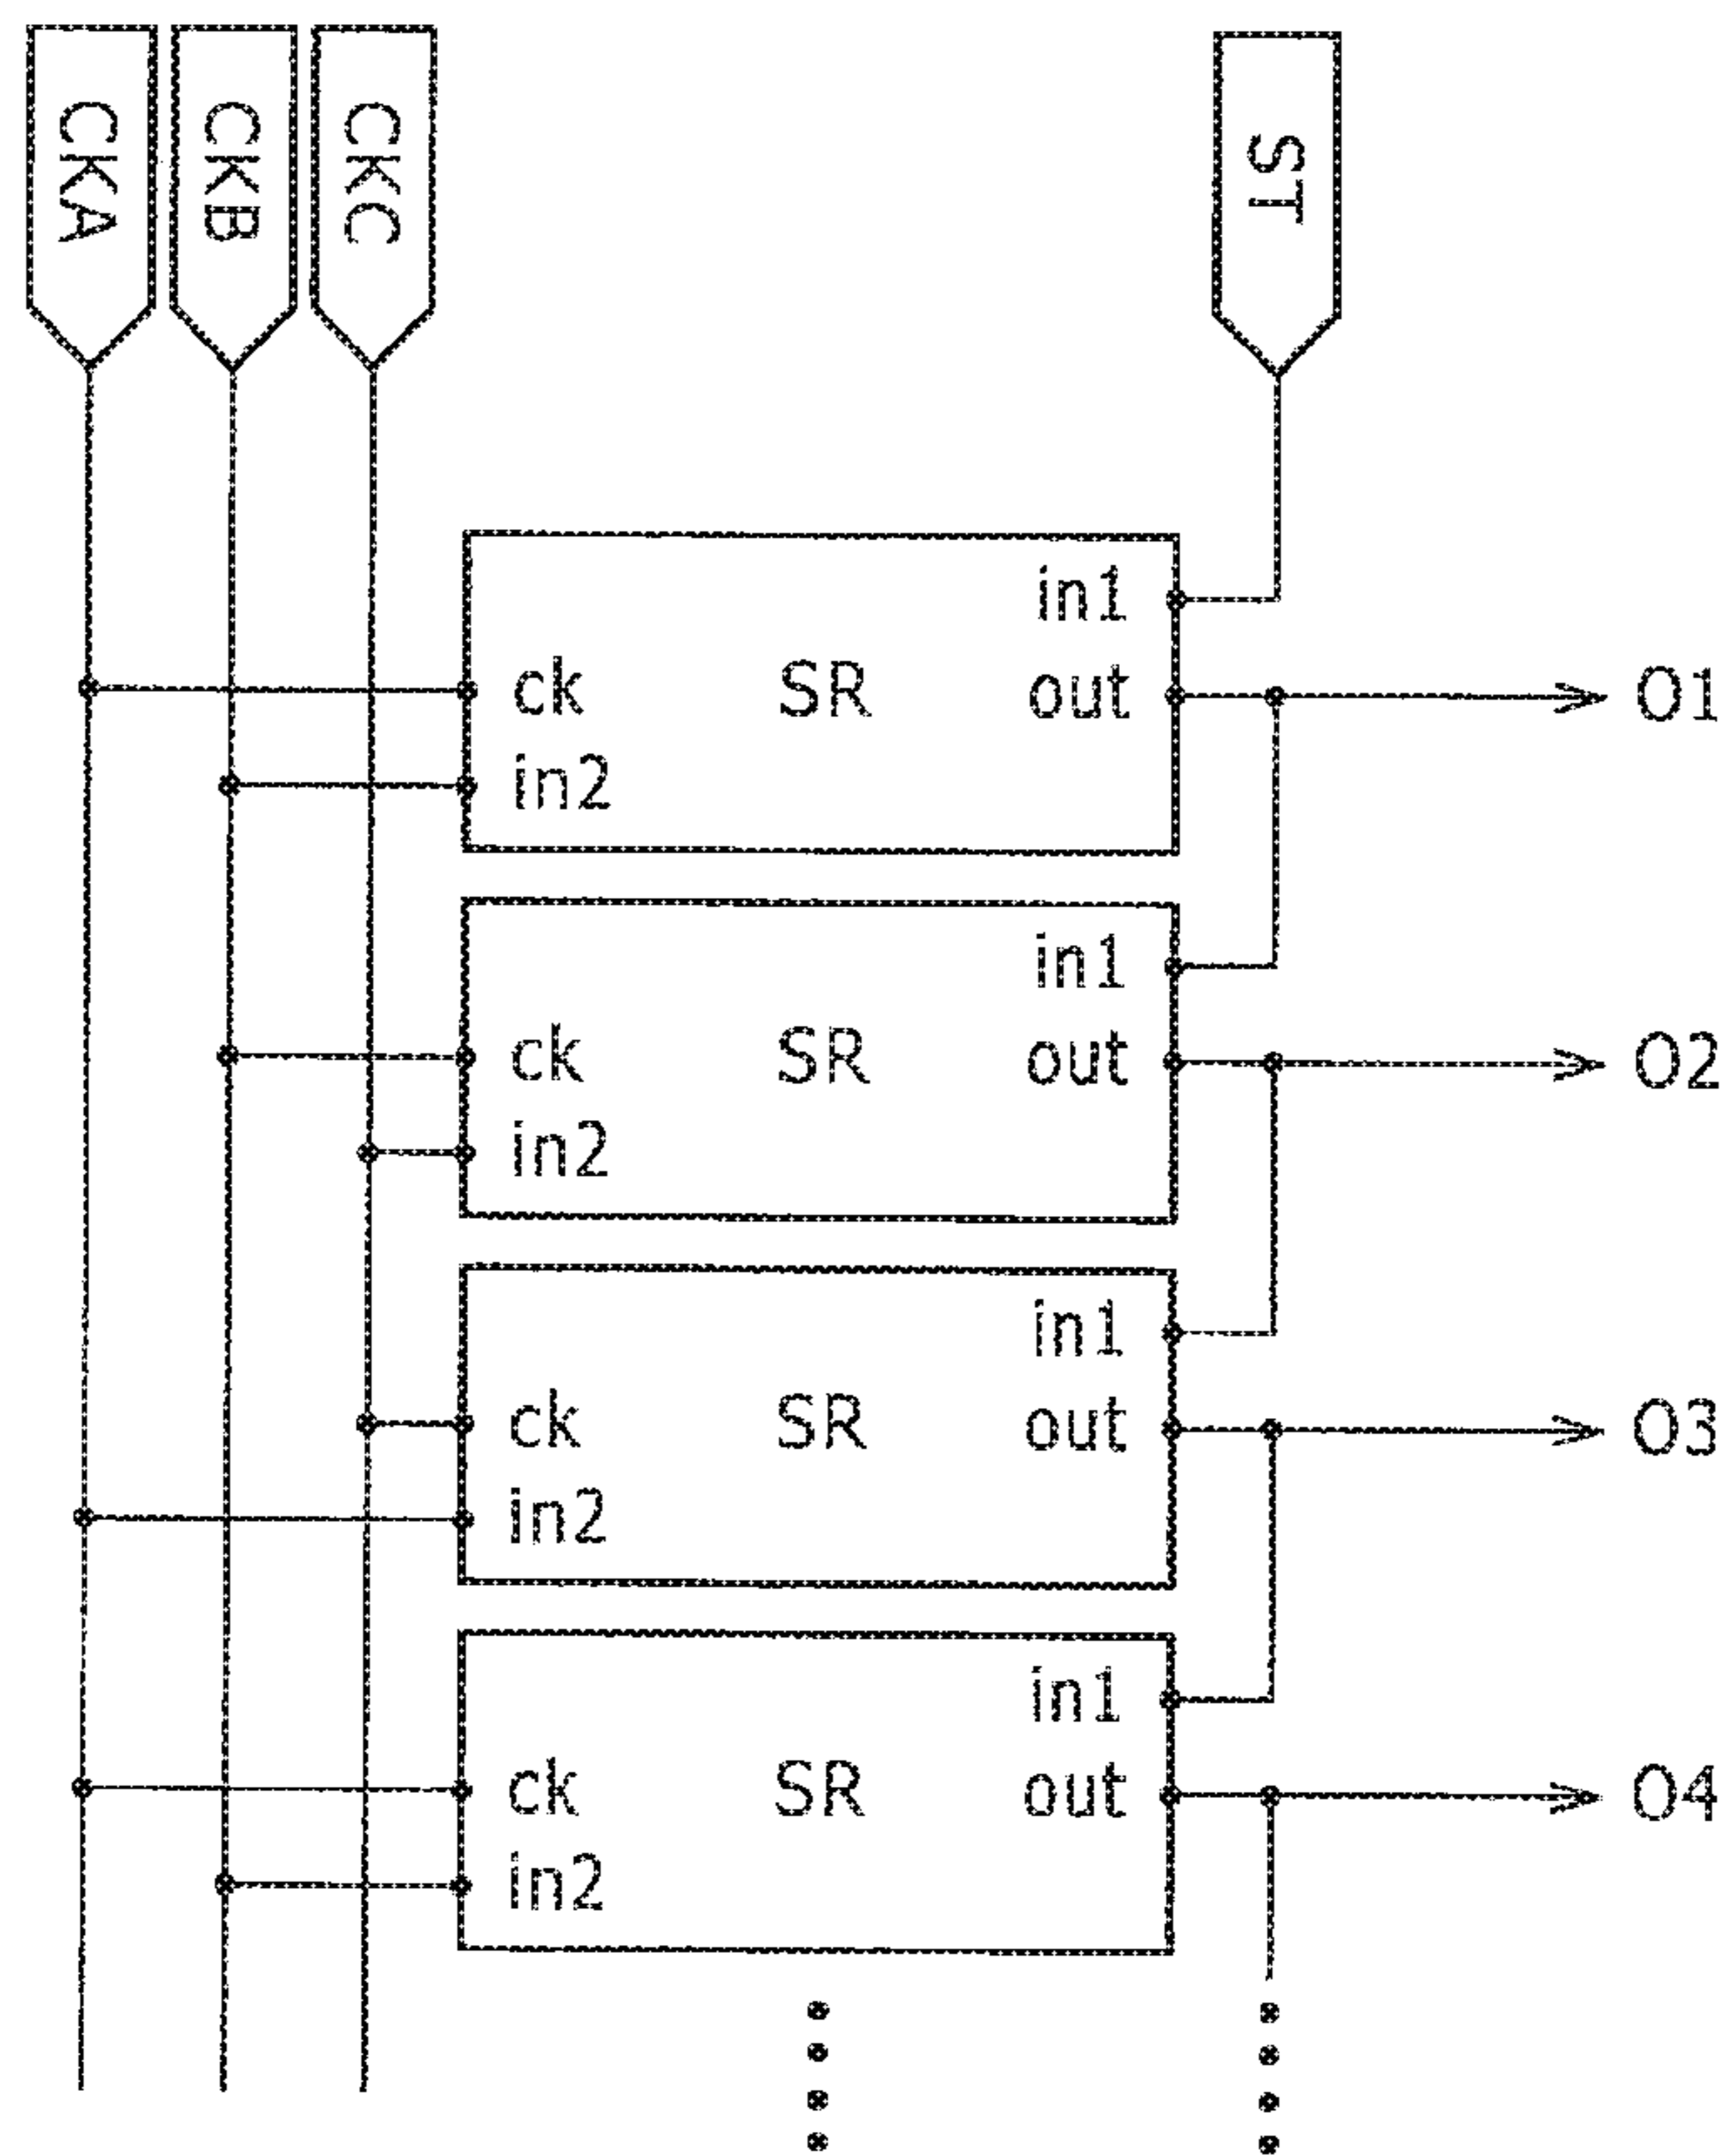 CKA
CKB
CKC
ST
in1
ck SR out O1
in2
in1
ck SR out O2
in2
in1
ck SR out O3
in2
in1
ck SR out O4
in2